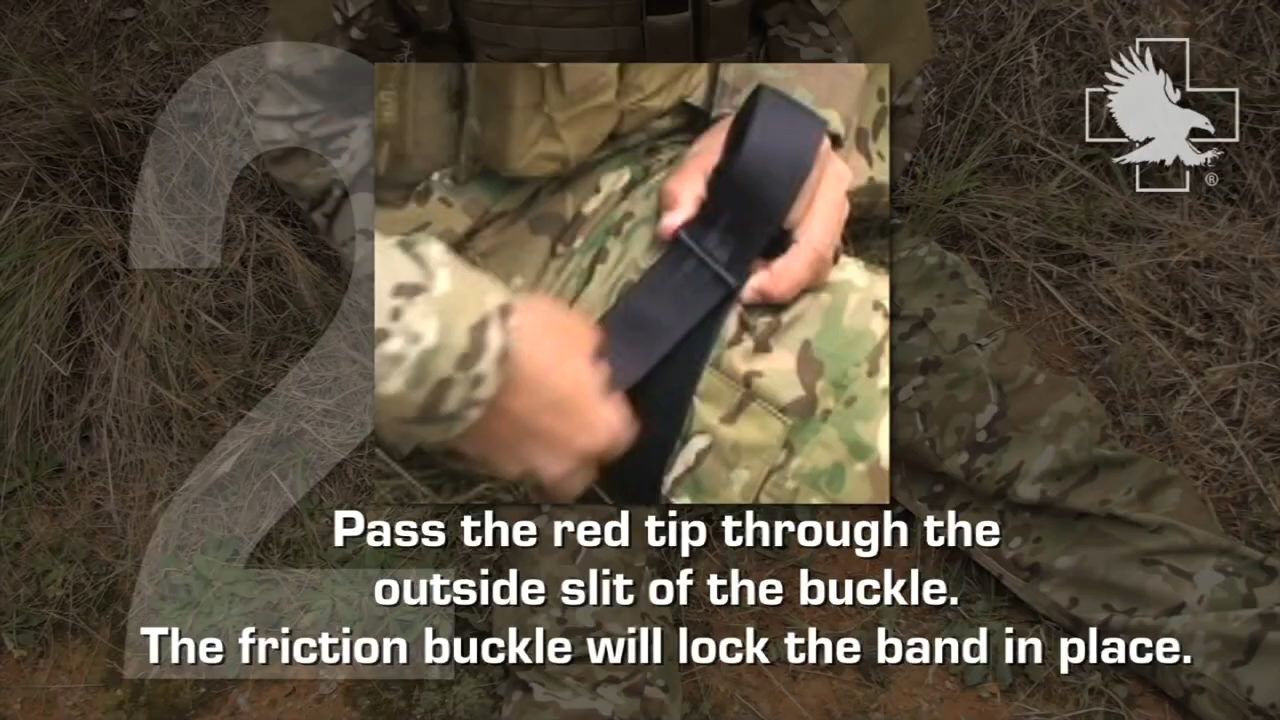 2
Pass the red tip through the
outside slit of the buckle.
The friction buckle will lock the band in place.
®